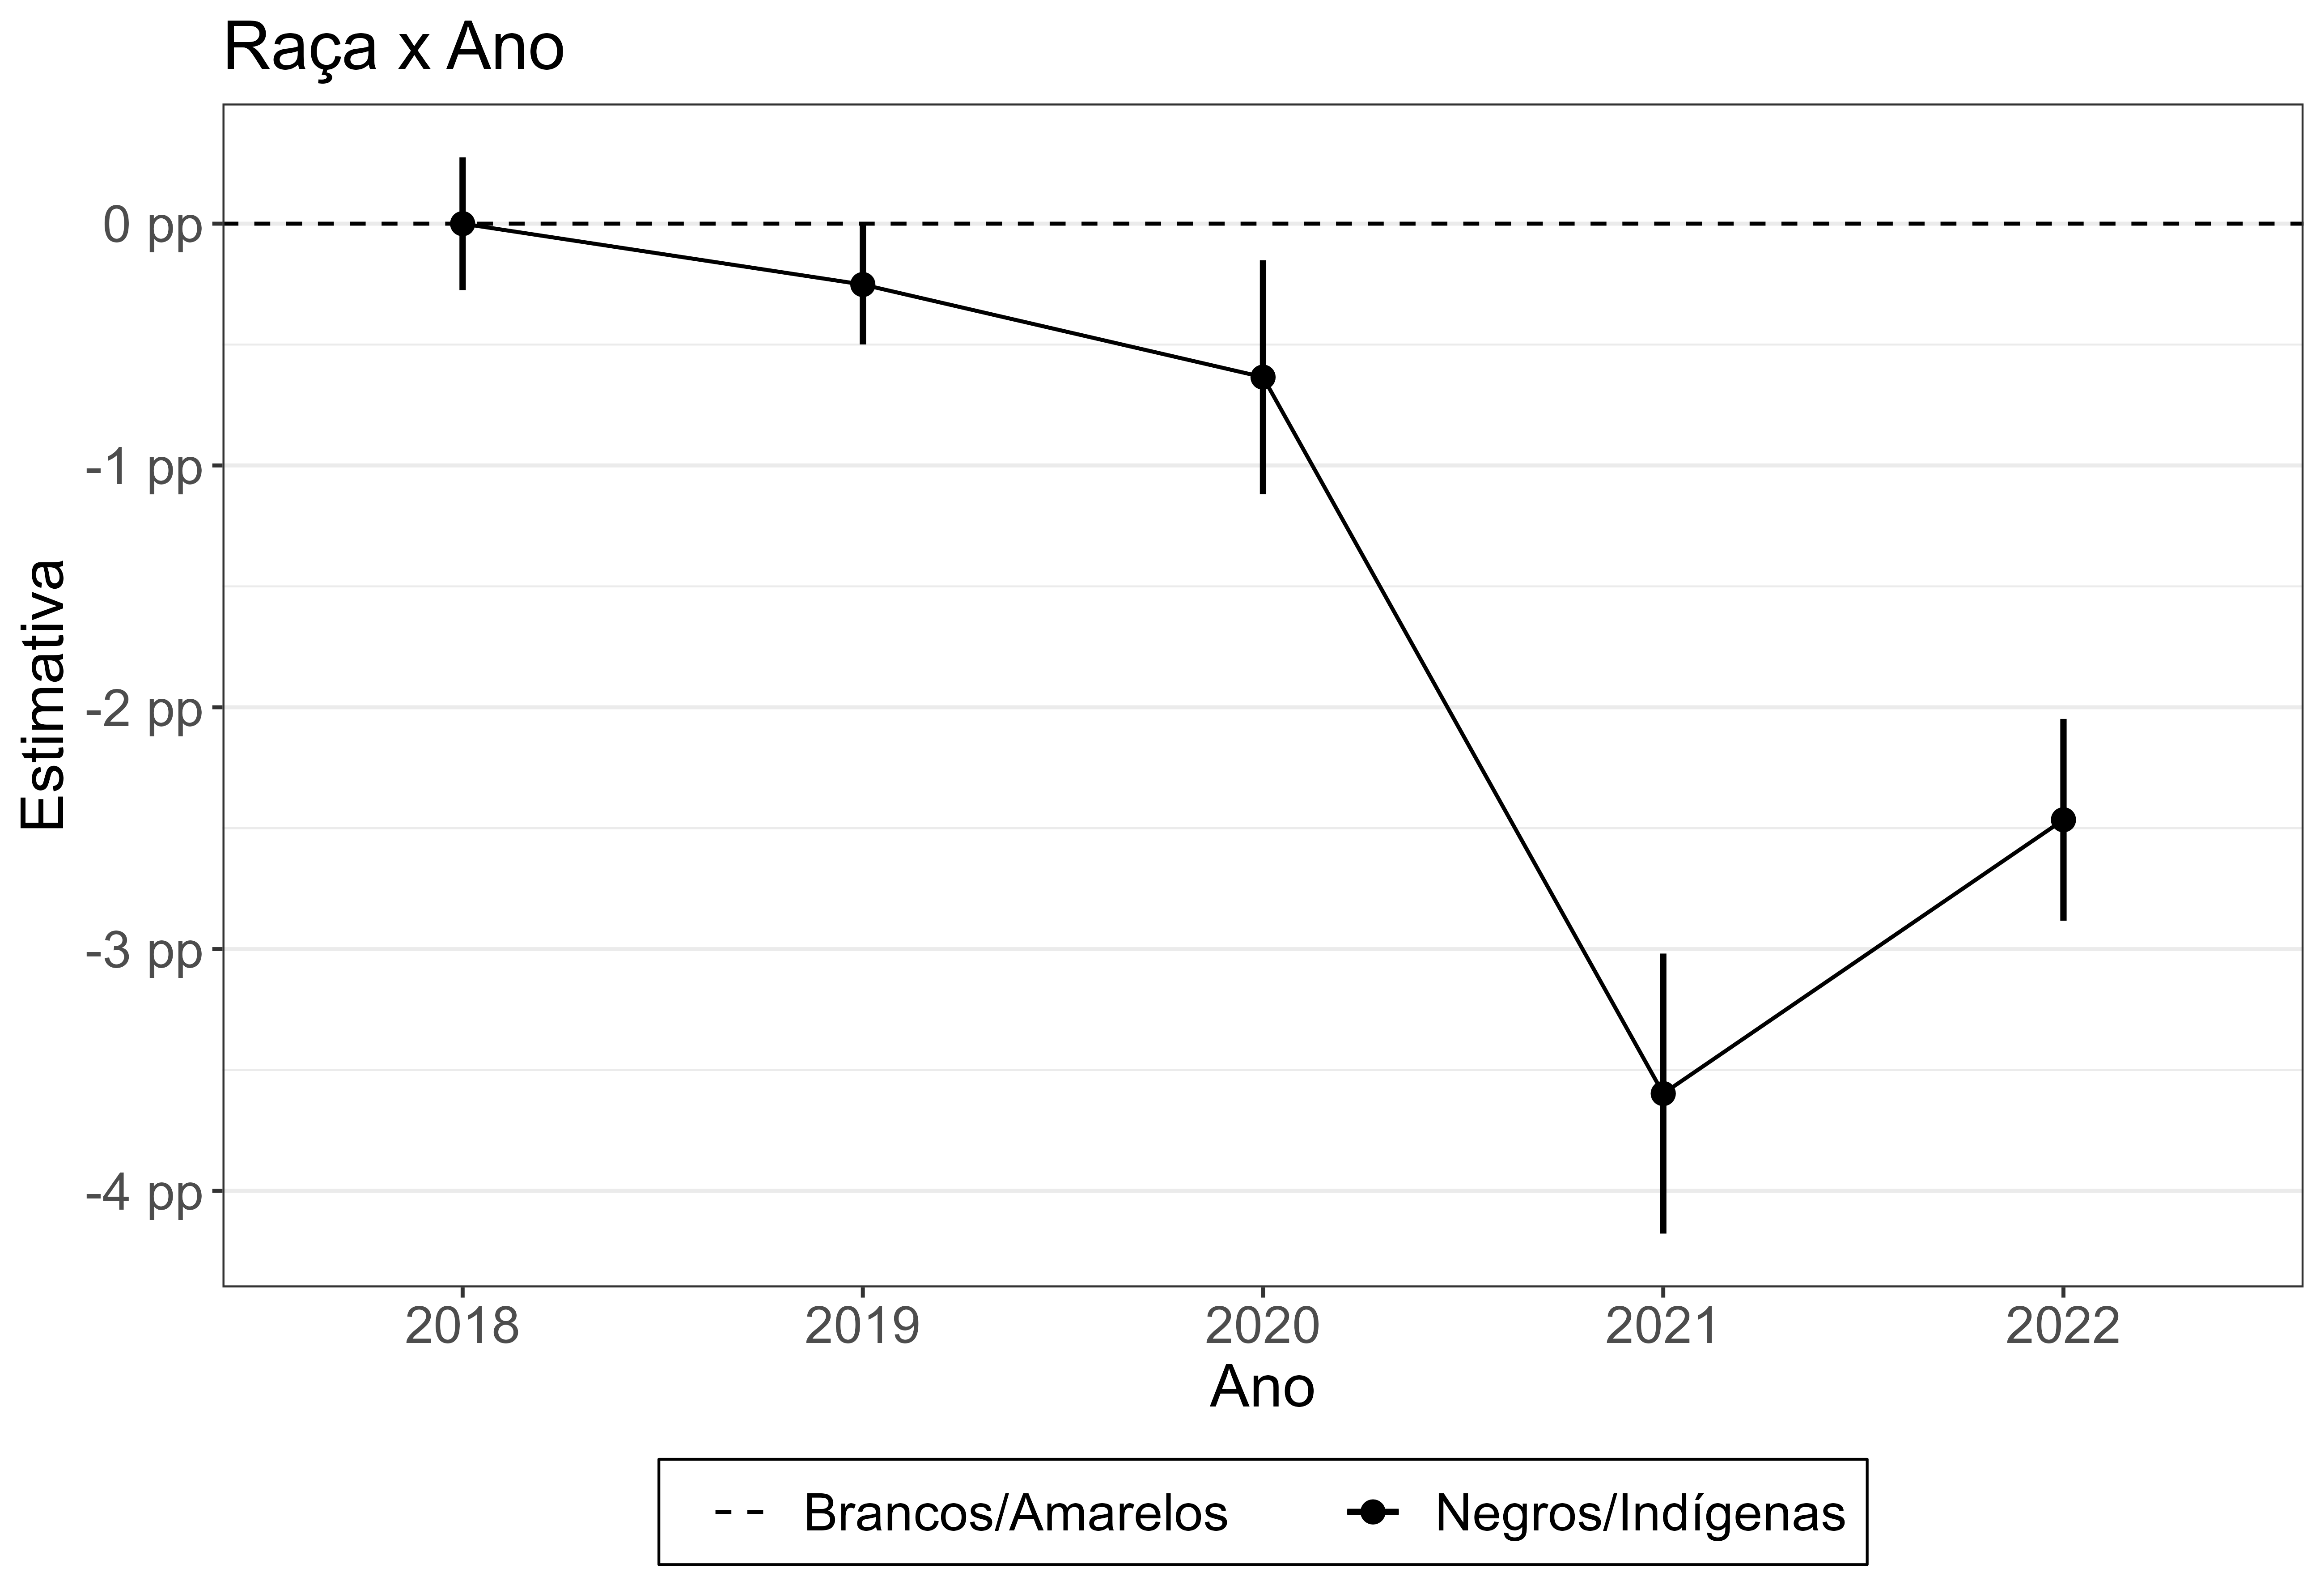 Raça x Ano
0 pp
-1 pp
-2 pp
-3 pp
-4 pp
Estimativa
2018 2019 2020 2021 2022
Ano
Brancos/Amarelos Negros/Indígenas